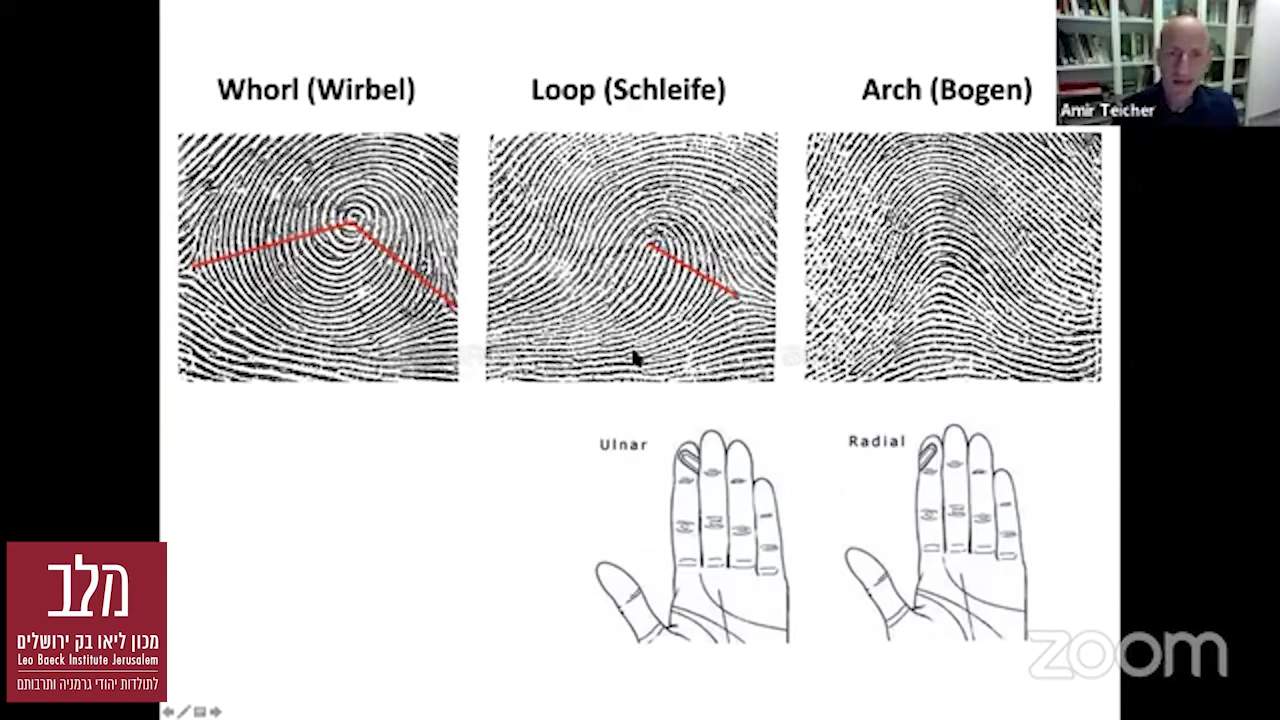 Whorl (Wirbel)
Loop (Schleife)
Arch (Bogen)
Amir Teicher
Ulnar
Radial
מלב
מכון ליאו בק ירושלים
Leo Baeck Institute Jerusalem
לתולדות יהודי גרמניה ותרבותם
zoom